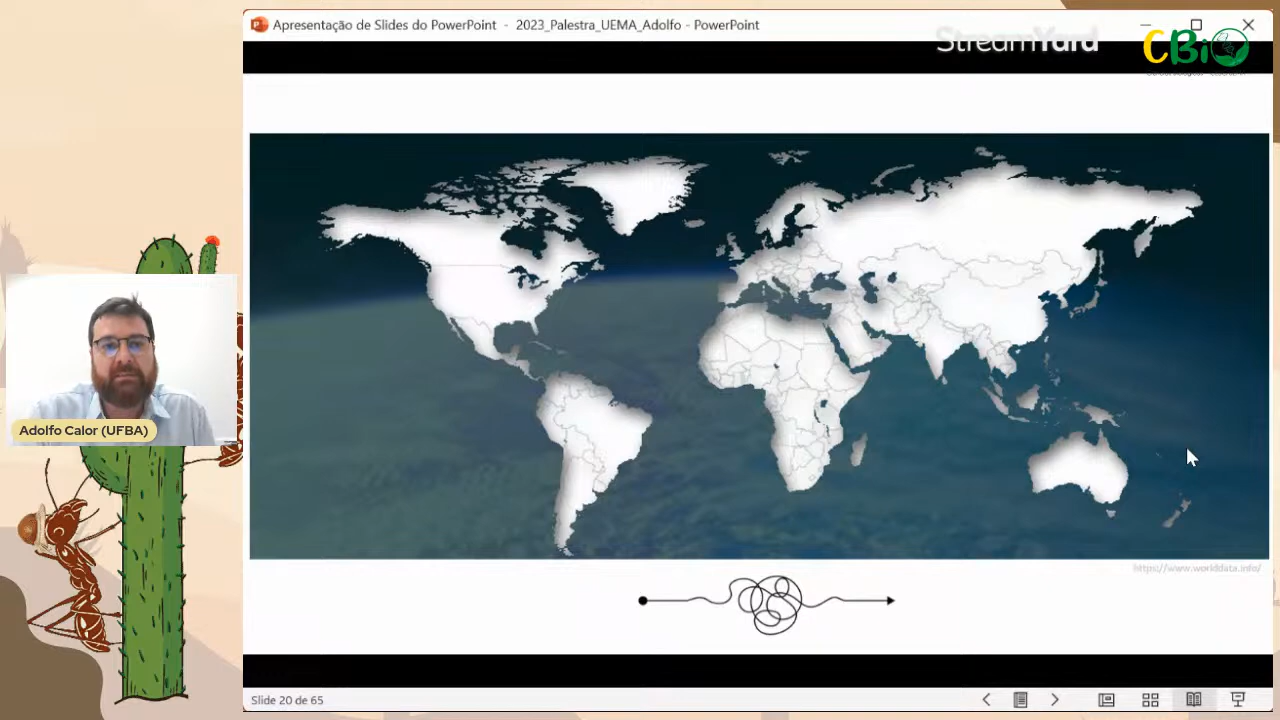 Apresentação de Slides do PowerPoint - 2023_Palestra_UEMA_Adolfo - PowerPoint
StreamYard
CBiO
Adolfo Calor (UFBA)
https://www.worlddata.info/
Slide 20 de 65